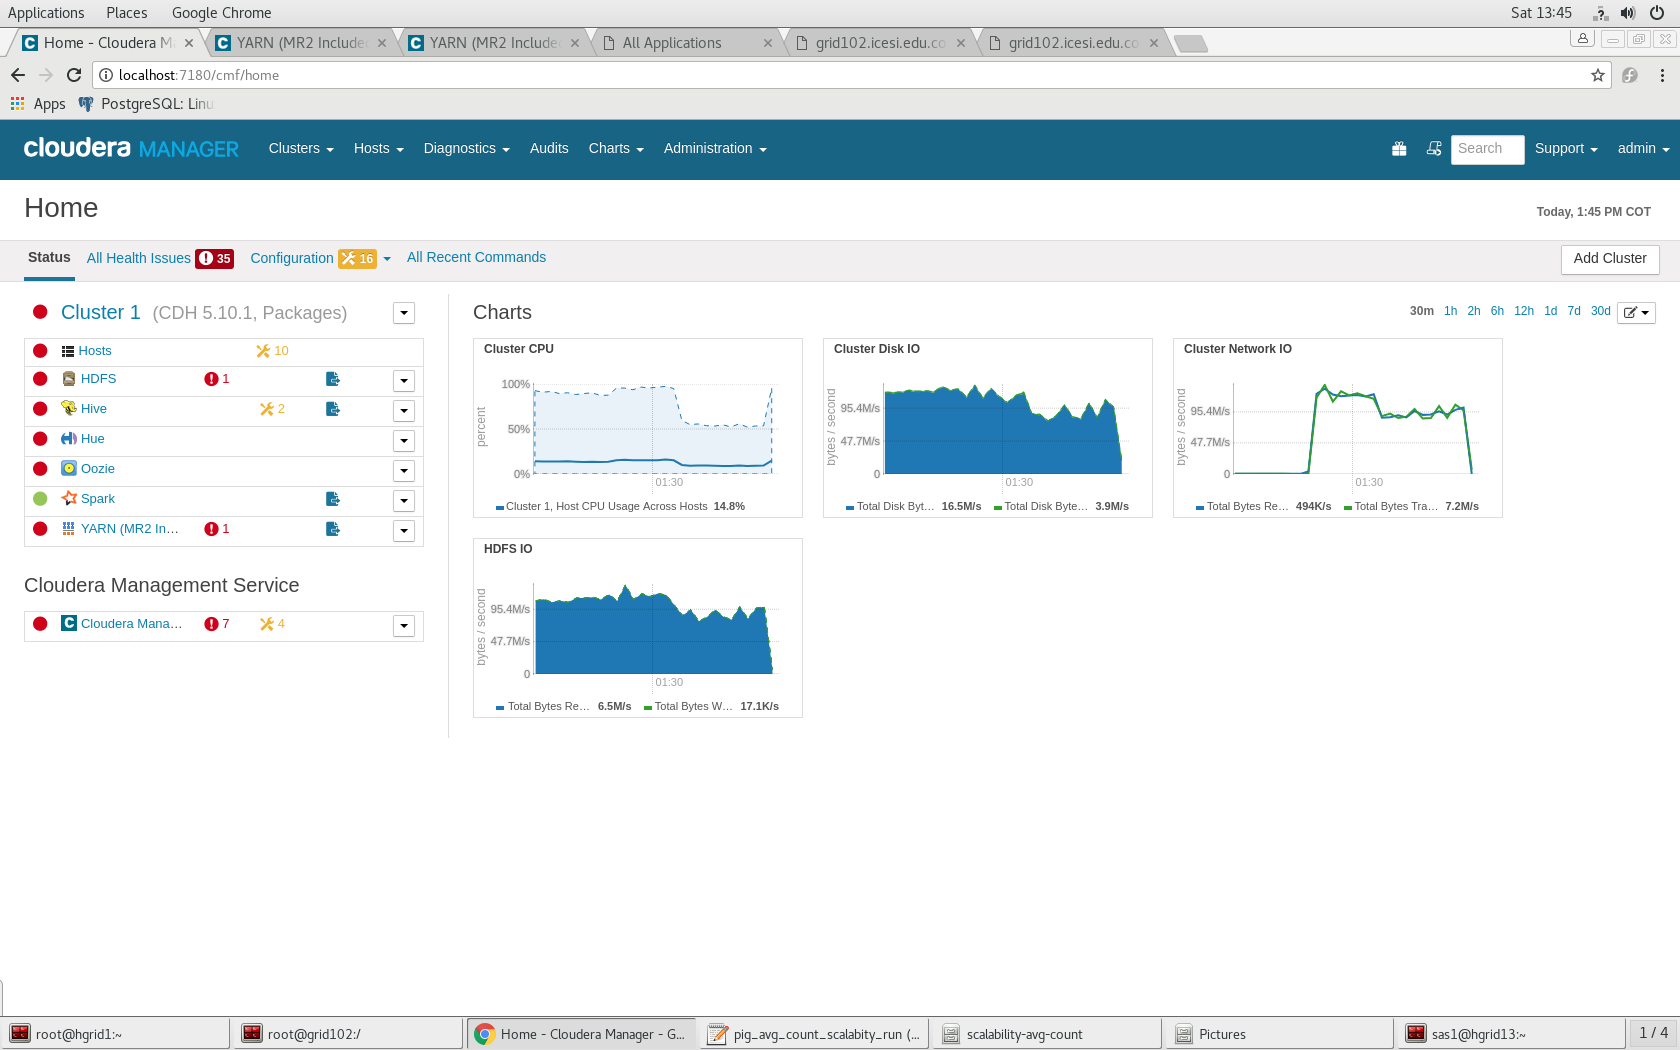 Applications Places Google Chrome Sat 13:45
Home - Cloudera M YARN (MR2 Include YARN (MR2 Include All Applications grid102.icesi.edu.co grid102.icesi.edu.co
localhost:7180/cmf/home
Apps PostgreSQL: Linu
cloudera MANAGER Clusters Hosts Diagnostics Audits Charts Administration Search Support admin
Home
Today, 1:45 PM COT
Status All Health Issues 35 Configuration 16 All Recent Commands Add Cluster
Cluster 1 (CDH 5.10.1, Packages)
Hosts 10
HDFS 1
Hive 2
Hue
Oozie
Spark
YARN (MR2 In... 1
Cloudera Management Service
Cloudera Mana... 7 4
Charts
30m 1h 2h 6h 12h 1d 7d 30d
Cluster CPU
percent
100%
50%
0%
01:30
Cluster 1, Host CPU Usage Across Hosts 14.8%
Cluster Disk IO
bytes / second
95.4M/s
47.7M/s
0
01:30
Total Disk Byt... 16.5M/s Total Disk Byte... 3.9M/s
Cluster Network IO
bytes / second
95.4M/s
47.7M/s
0
01:30
Total Bytes Re... 494K/s Total Bytes Tra... 7.2M/s
HDFS IO
bytes / second
95.4M/s
47.7M/s
0
01:30
Total Bytes Re... 6.5M/s Total Bytes W... 17.1K/s
root@hgrid1:~ root@grid102:/ Home - Cloudera Manager - G... pig_avg_count_scalabity_run (... scalability-avg-count Pictures sas1@hgrid13:~ 1 / 4